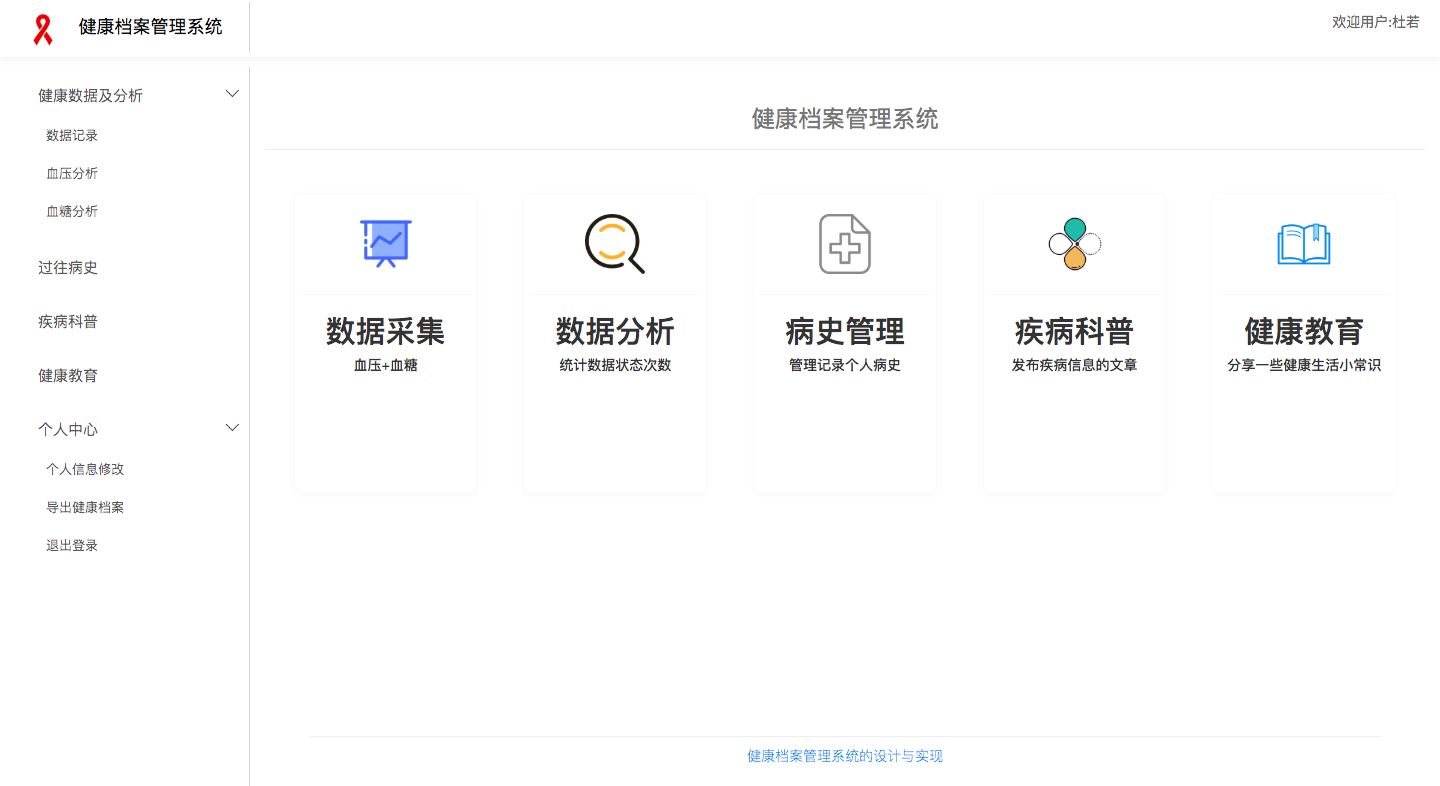 健康档案管理系统
欢迎用户:杜若
健康数据及分析
数据记录
血压分析
血糖分析
过往病史
疾病科普
健康教育
个人中心
个人信息修改
导出健康档案
退出登录
健康档案管理系统
数据采集
血压+血糖
数据分析
统计数据状态次数
病史管理
管理记录个人病史
疾病科普
发布疾病信息的文章
健康教育
分享一些健康生活小常识
健康档案管理系统的设计与实现